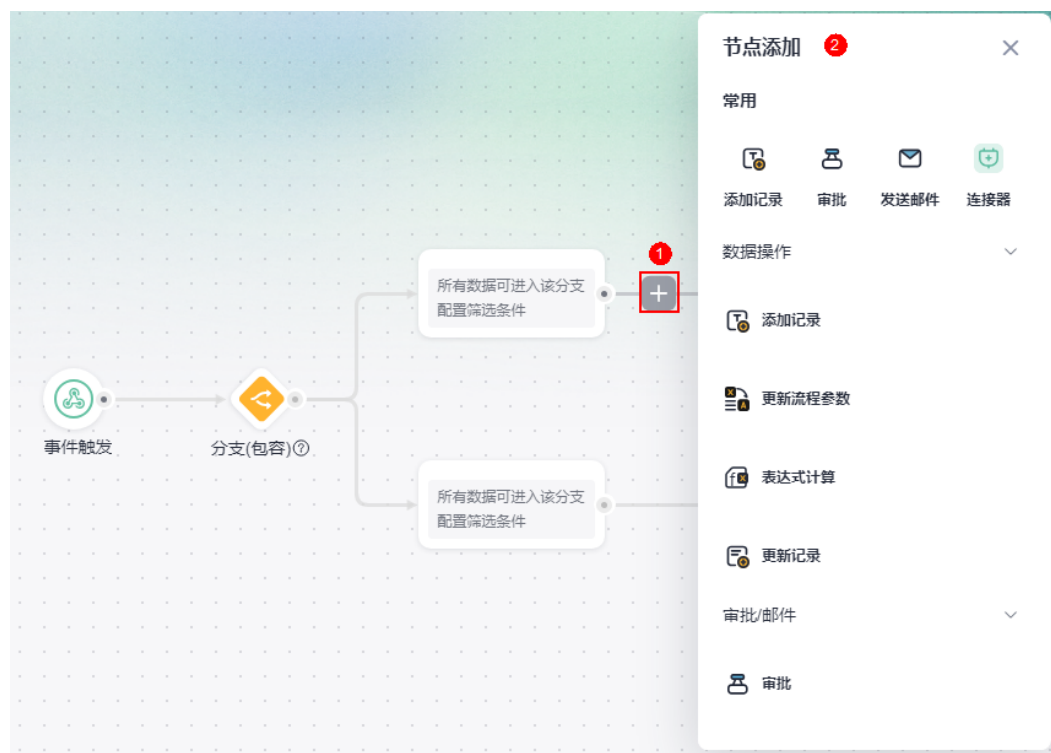 节点添加 2
常用
添加记录 审批 发送邮件 连接器
数据操作
添加记录
更新流程参数
表达式计算
更新记录
审批/邮件
审批
1
所有数据可进入该分支
配置筛选条件
事件触发
分支(包容)?
所有数据可进入该分支
配置筛选条件